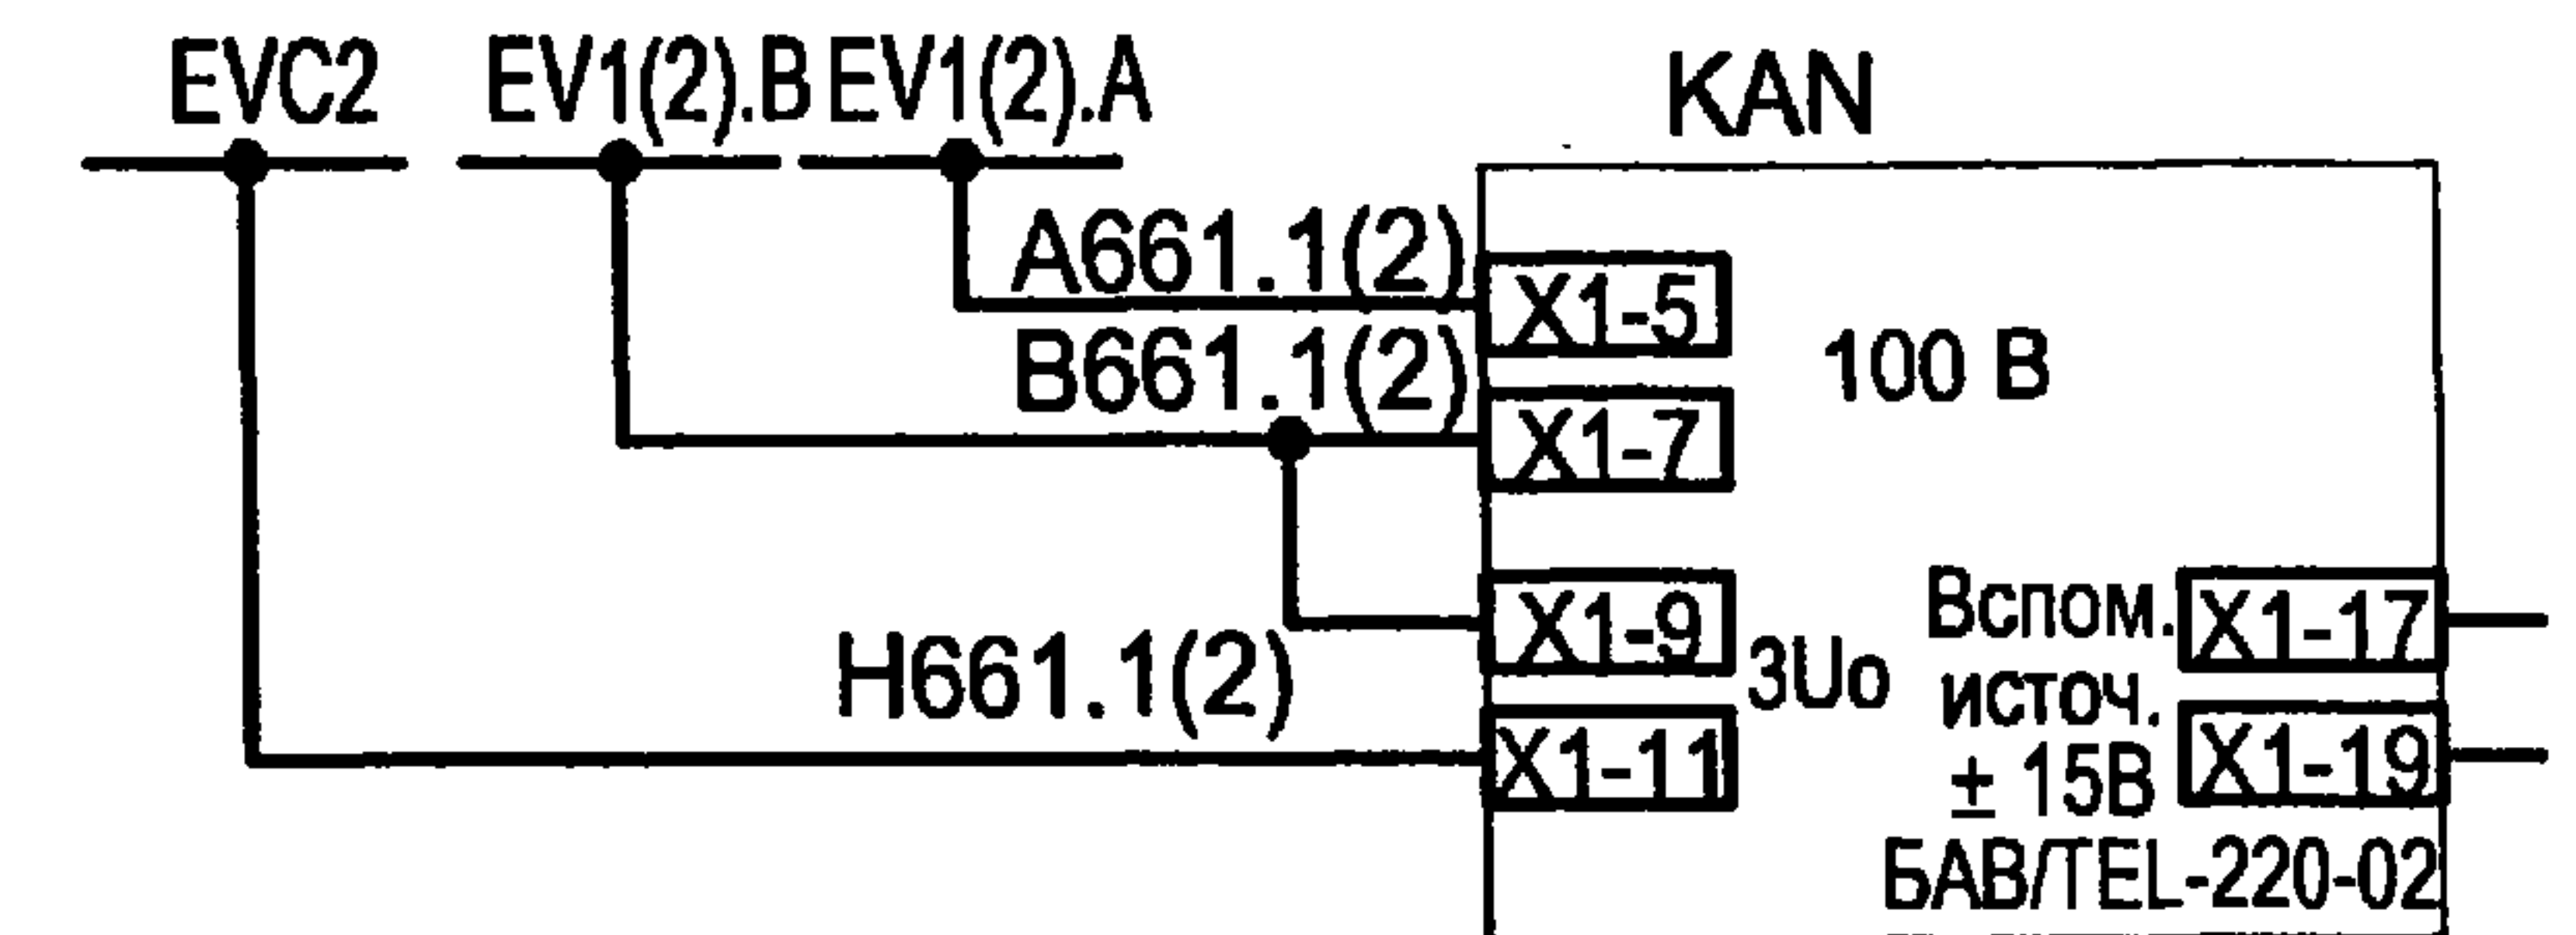 EVC2 EV1(2).B EV1(2).A KAN
A661.1(2)
X1-5
B661.1(2)
100 В
X1-7
X1-9
H661.1(2)
3Uo
X1-11
Вспом.
источ.
± 15В
X1-17
X1-19
БАВ/TEL-220-02